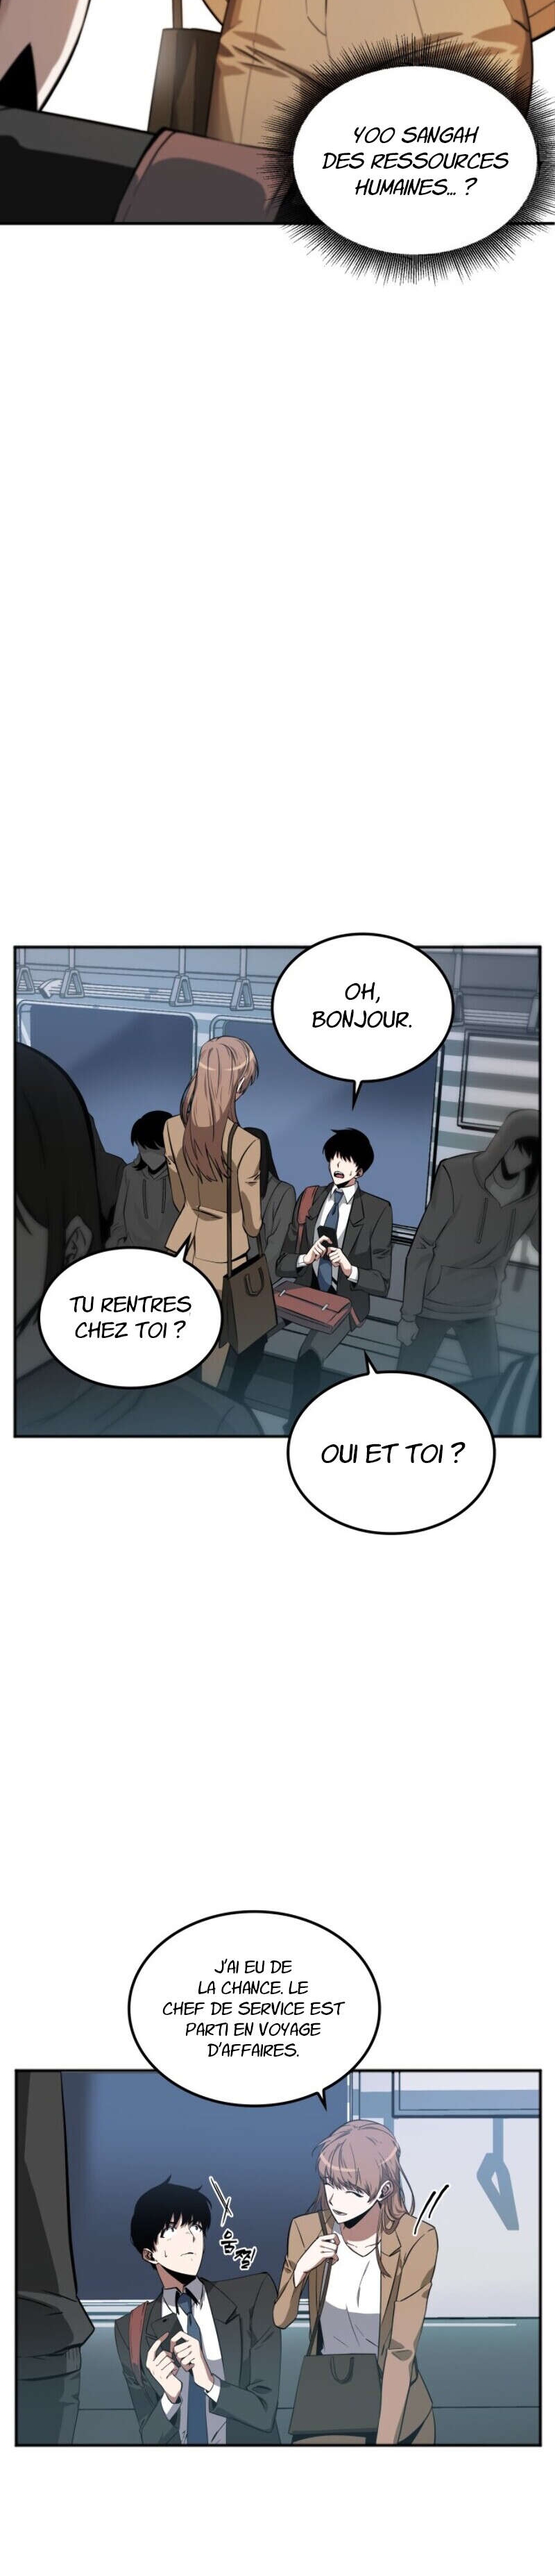 YOO SANGAH
DES RESSOURCES
HUMAINES... ?
OH,
BONJOUR.
TU RENTRES
CHEZ TOI ?
OUI ET TOI ?
J'AI EU DE
LA CHANCE. LE
CHEF DE SERVICE EST
PARTI EN VOYAGE
D'AFFAIRES.
움찔